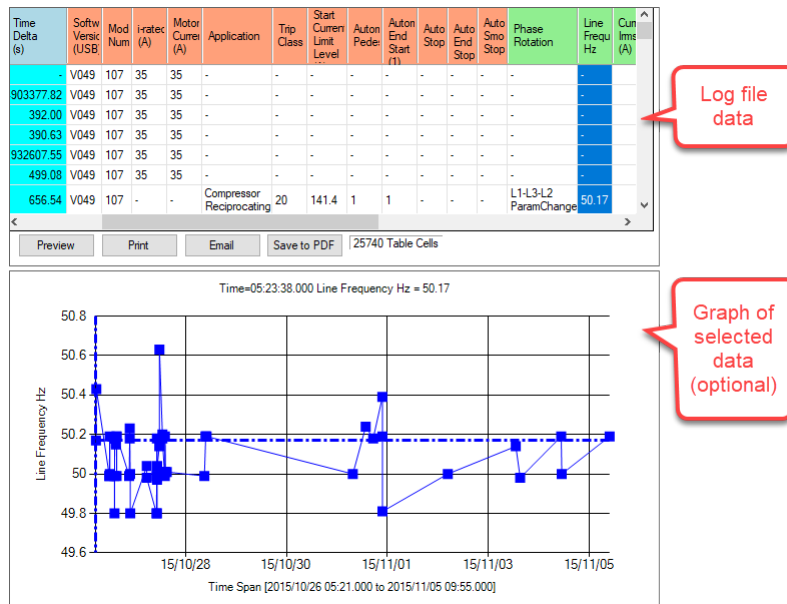 Time Delta (s) Softw Versic (USB) Mod Num i-ratec (A) Motor Currei (A) Application Trip Class Start Curren Limit Level Auton Pede: Auton End Start (1) Auto Stop Auto End Stop Auto Smo Stop Phase Rotation Line Frequ Hz Cun Irms (A)
- V049 107 35 35 - - - - - - - - - -
903377.82 V049 107 35 35 - - - - - - - - - -
392.00 V049 107 35 35 - - - - - - - - - -
390.63 V049 107 35 35 - - - - - - - - - -
932607.55 V049 107 35 35 - - - - - - - - - -
499.08 V049 107 35 35 - - - - - - - - - -
656.54 V049 107 - - Compressor Reciprocating 20 141.4 1 1 - - - L1-L3-L2 ParamChange 50.17
Log file
data
Preview Print Email Save to PDF 25740 Table Cells
Time=05:23:38.000 Line Frequency Hz = 50.17
50.8
50.6
50.4
50.2
50
49.8
49.6
Line Frequency Hz
15/10/28 15/10/30 15/11/01 15/11/03 15/11/05
Time Span [2015/10/26 05:21.000 to 2015/11/05 09:55.000]
Graph of
selected
data
(optional)